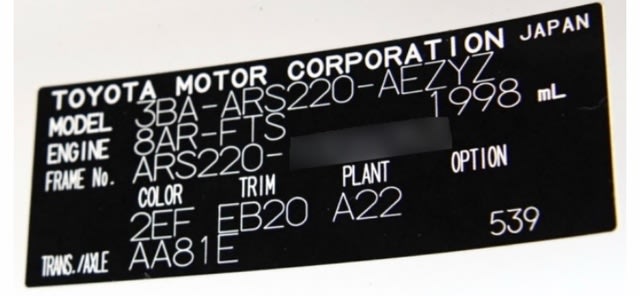 TOYOTA MOTOR CORPORATION JAPAN
MODEL 3BA-ARS220-AEZYZ
ENGINE 8AR-FTS 1998 mL
FRAME No. ARS220-
COLOR TRIM PLANT OPTION
2EF EB20 A22
539
TRANS./AXLE AA81E